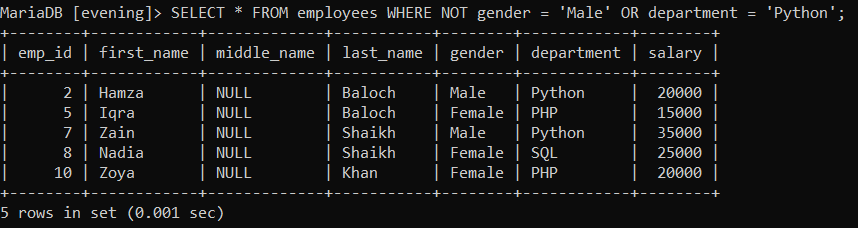 MariaDB [evening]> SELECT * FROM employees WHERE NOT gender = 'Male' OR department = 'Python';
+--------+------------+-------------+-----------+--------+------------+--------+
| emp_id | first_name | middle_name | last_name | gender | department | salary |
+--------+------------+-------------+-----------+--------+------------+--------+
|      2 | Hamza      | NULL        | Baloch    | Male   | Python     |  20000 |
|      5 | Iqra       | NULL        | Baloch    | Female | PHP        |  15000 |
|      7 | Zain       | NULL        | Shaikh    | Male   | Python     |  35000 |
|      8 | Nadia      | NULL        | Shaikh    | Female | SQL        |  25000 |
|     10 | Zoya       | NULL        | Khan      | Female | PHP        |  20000 |
+--------+------------+-------------+-----------+--------+------------+--------+
5 rows in set (0.001 sec)